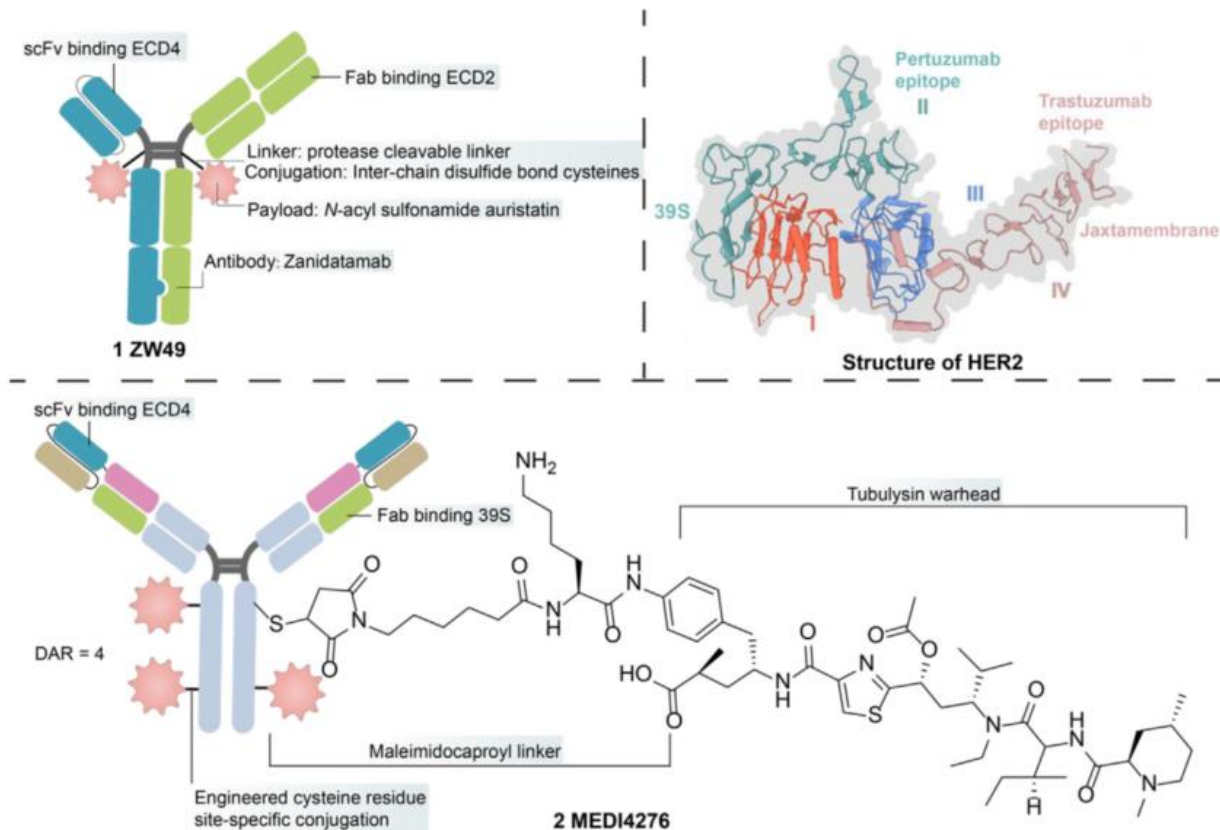 scFv binding ECD4
Fab binding ECD2
Linker: protease cleavable linker
Conjugation: Inter-chain disulfide bond cysteines
Payload: N-acyl sulfonamide auristatin
Antibody: Zanidatamab
1 ZW49
Pertuzumab
epitope
II
Trastuzumab
epitope
III
39S
Jaxtamembrane
IV
I
Structure of HER2
scFv binding ECD4
NH2
Tubulysin warhead
Fab binding 39S
O
H
N
O
O
O
N
S
O
N
H
O
HO
O
O
N
H
N
S
O
O
N
O
H
N
O
N
H
DAR = 4
Maleimidocaproyl linker
Engineered cysteine residue
site-specific conjugation
2 MEDI4276